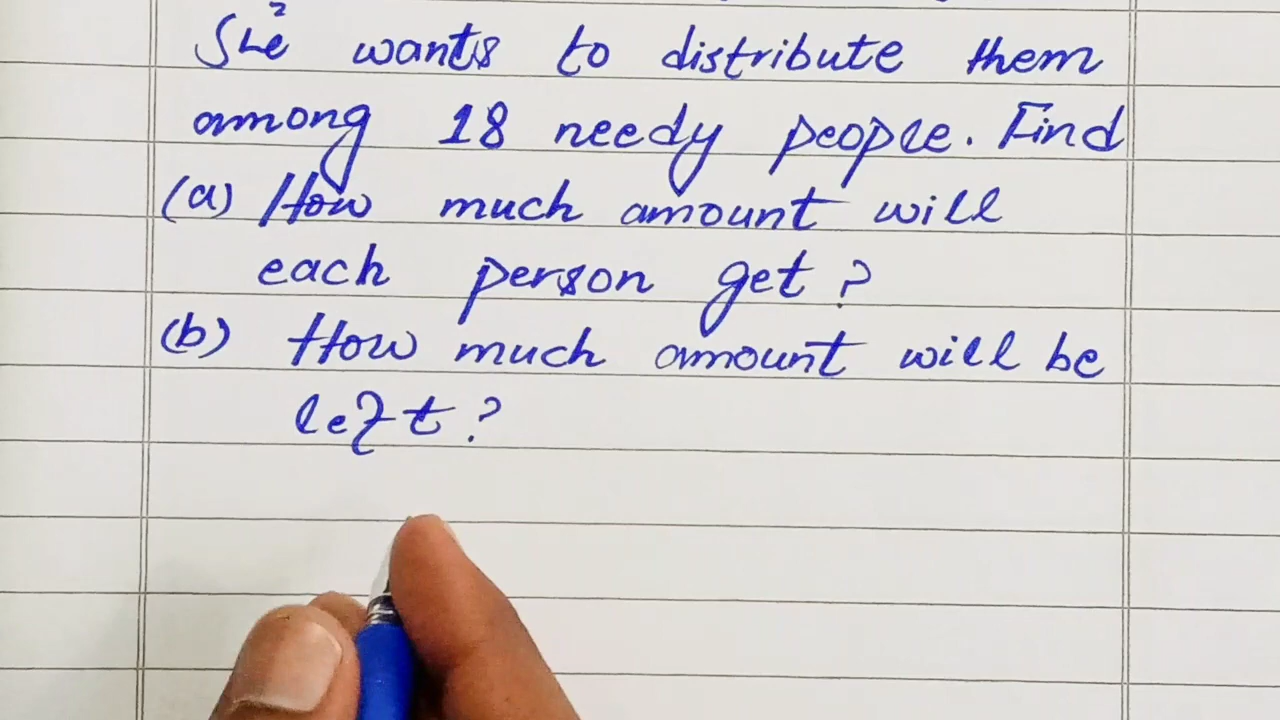 She wants to distribute them
among 18 needy people. Find
(a) How much amount will
each person get?
(b) How much amount will be
left?